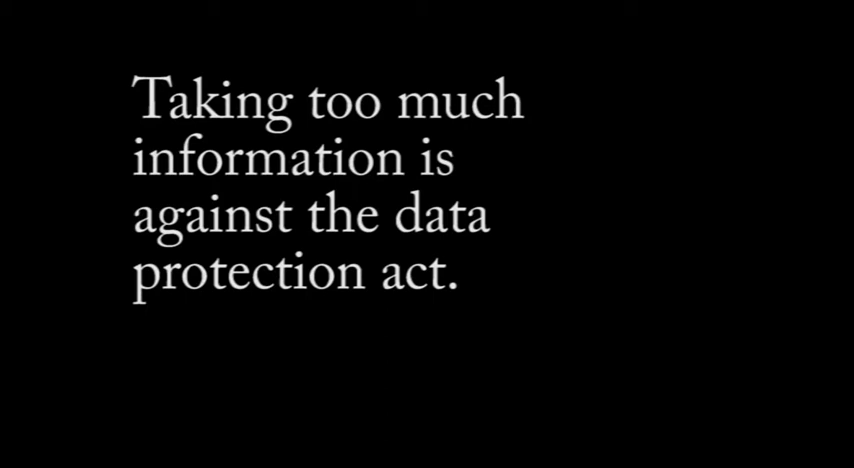 Taking too much
information is
against the data
protection act.